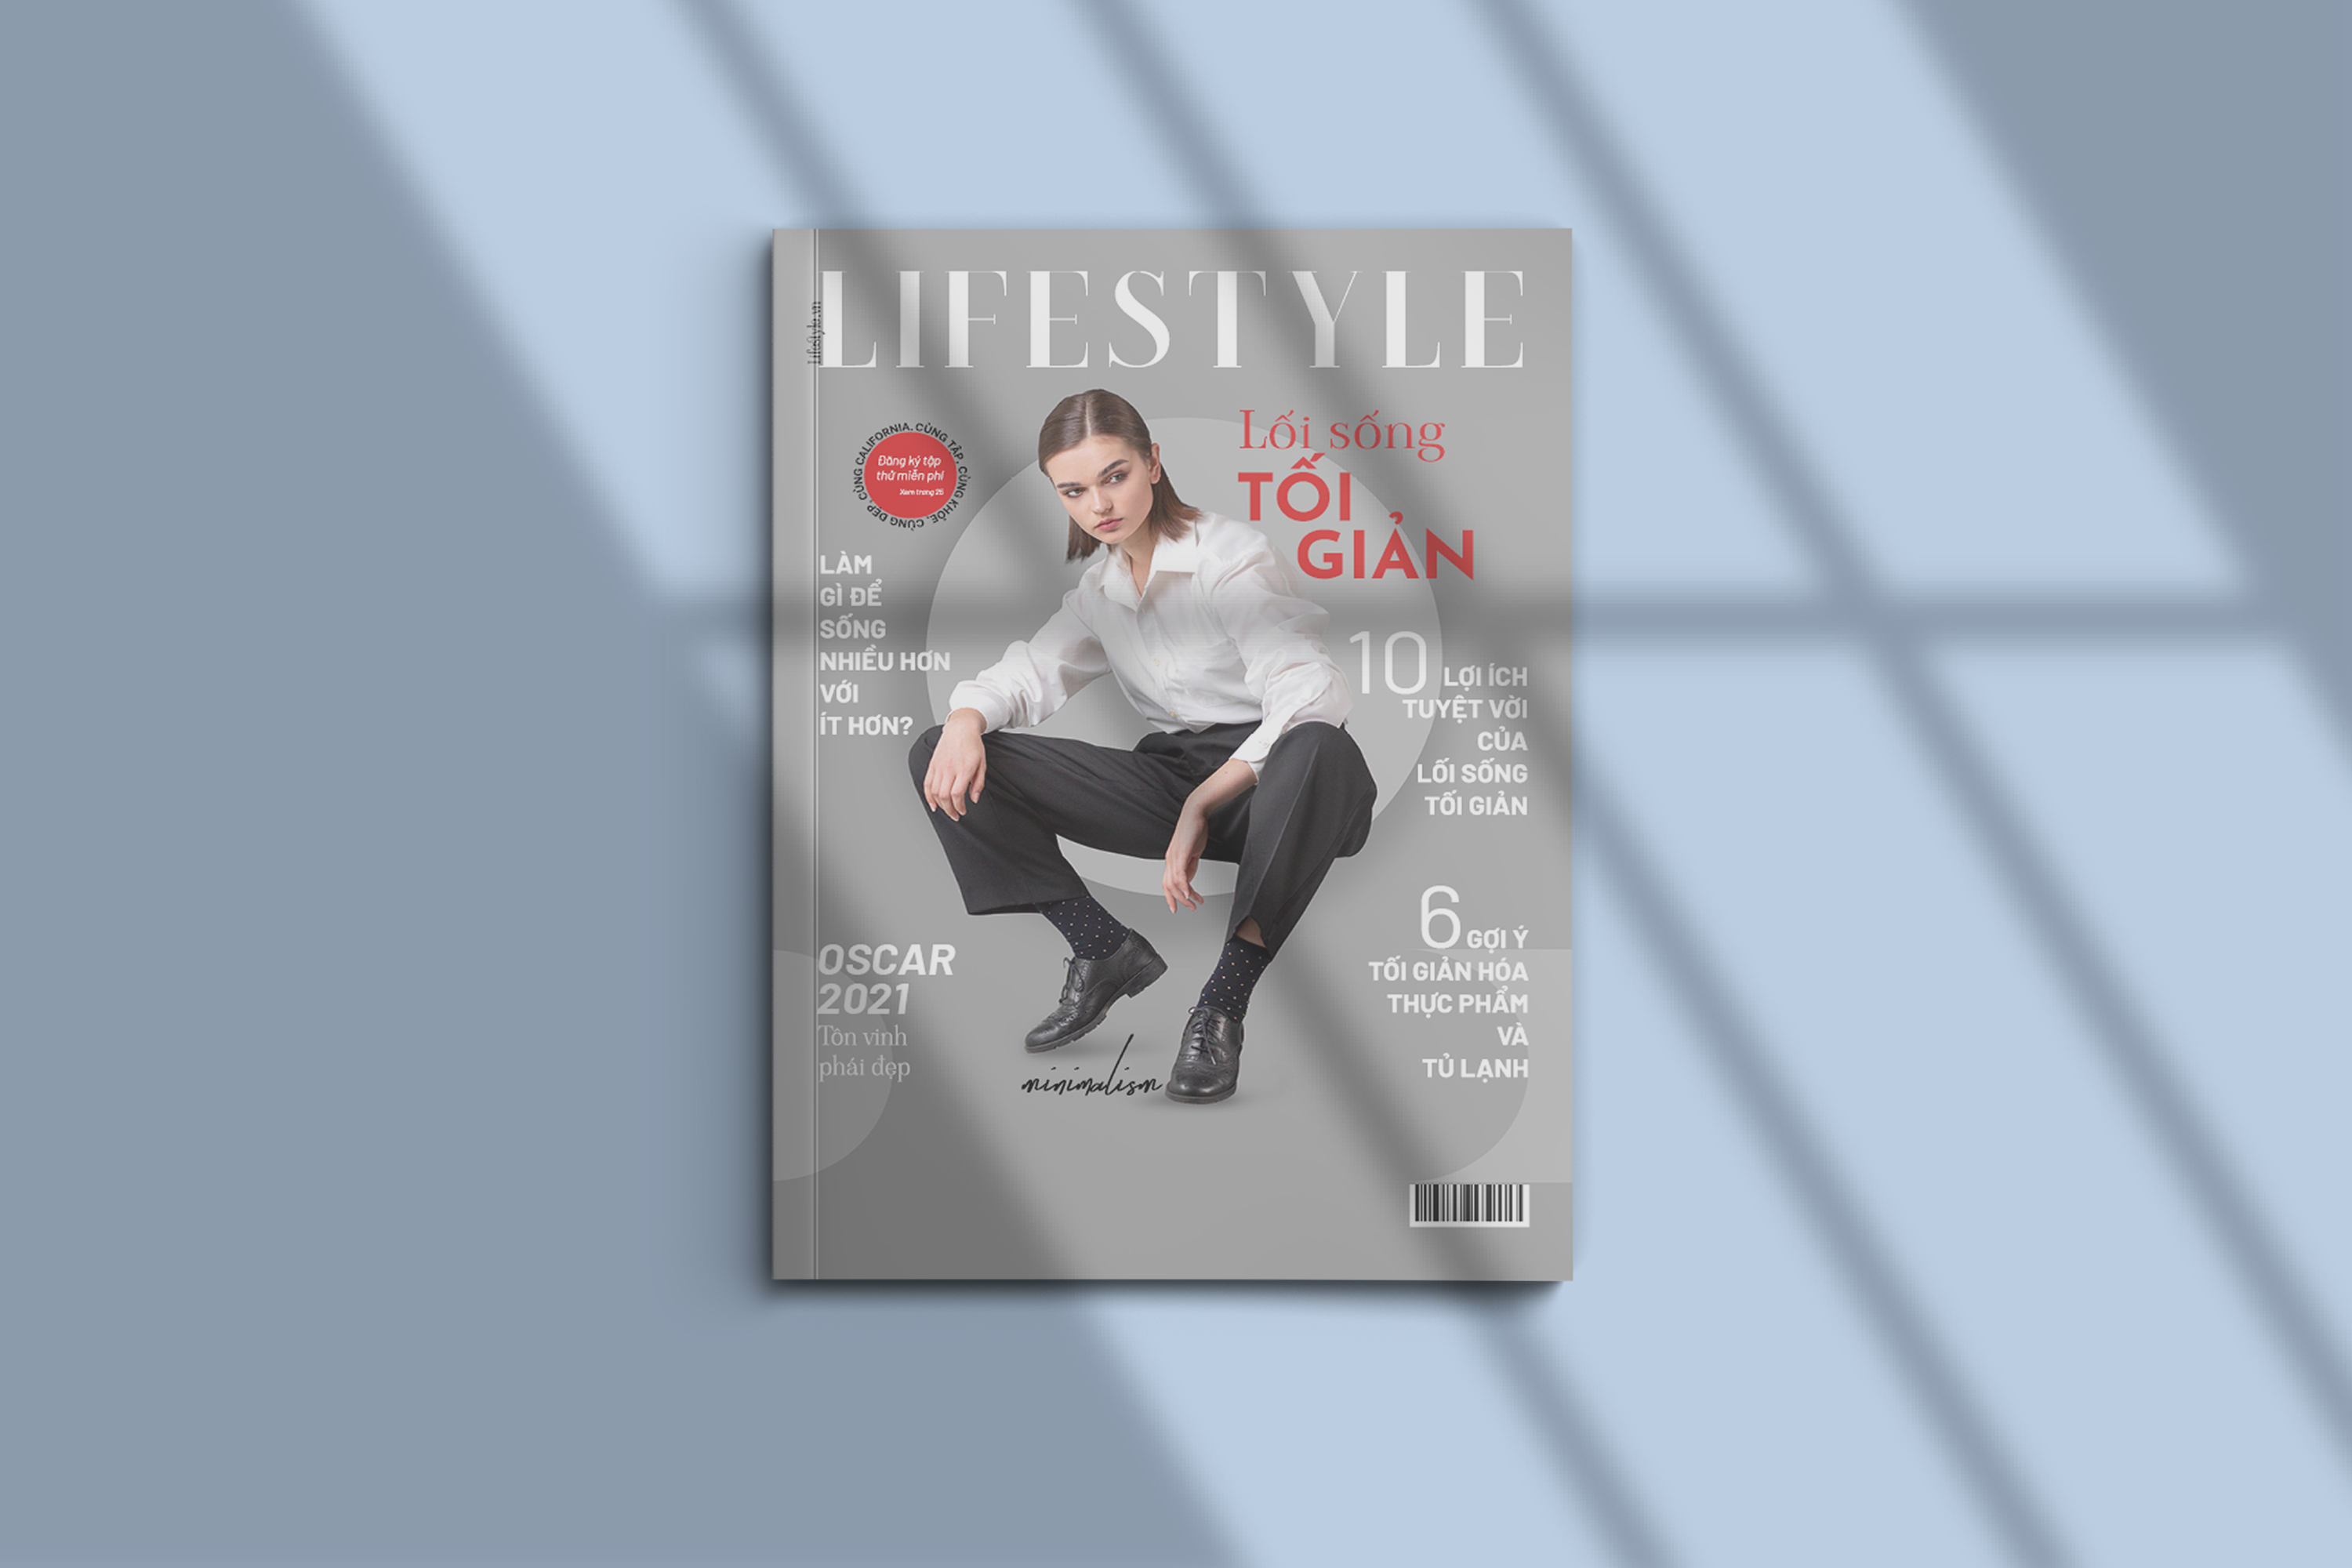 LIFESTYLE
Lifestyle.vn
CÙNG CALIFORNIA. CÙNG TẬP, CÙNG KHỎE, CÙNG ĐẸP,
Đăng ký tập
thử miễn phí
Xem trang 25
Lối sống
TỐI
GIẢN
LÀM
GÌ ĐỂ
SỐNG
NHIỀU HƠN
VỚI
ÍT HƠN?
10 LỢI ÍCH
TUYỆT VỜI
CỦA
LỐI SỐNG
TỐI GIẢN
6 GỢI Ý
TỐI GIẢN HÓA
THỰC PHẨM
VÀ
TỦ LẠNH
OSCAR
2021
Tôn vinh
phái đẹp
minimalism